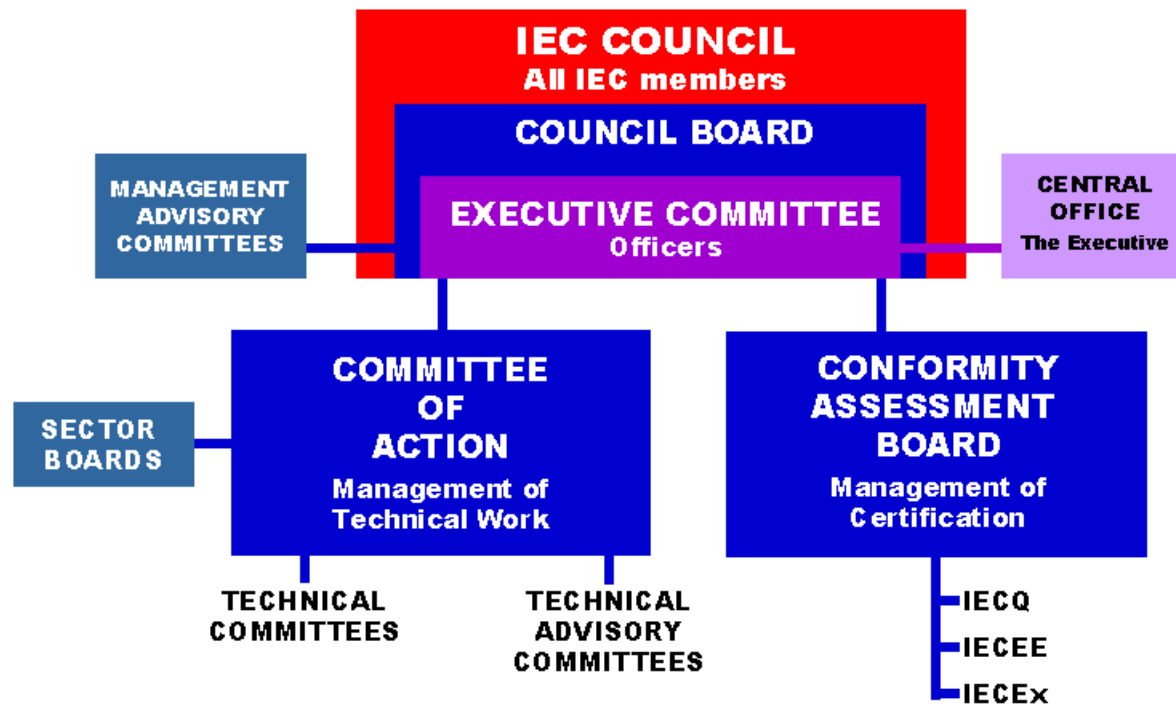 IEC COUNCIL
All IEC members
COUNCIL BOARD
MANAGEMENT
ADVISORY
COMMITTEES
EXECUTIVE COMMITTEE
Officers
CENTRAL
OFFICE
The Executive
COMMITTEE
OF
ACTION
Management of
Technical Work
SECTOR
BOARDS
CONFORMITY
ASSESSMENT
BOARD
Management of
Certification
TECHNICAL
COMMITTEES
TECHNICAL
ADVISORY
COMMITTEES
IECQ
IECEE
IECEx